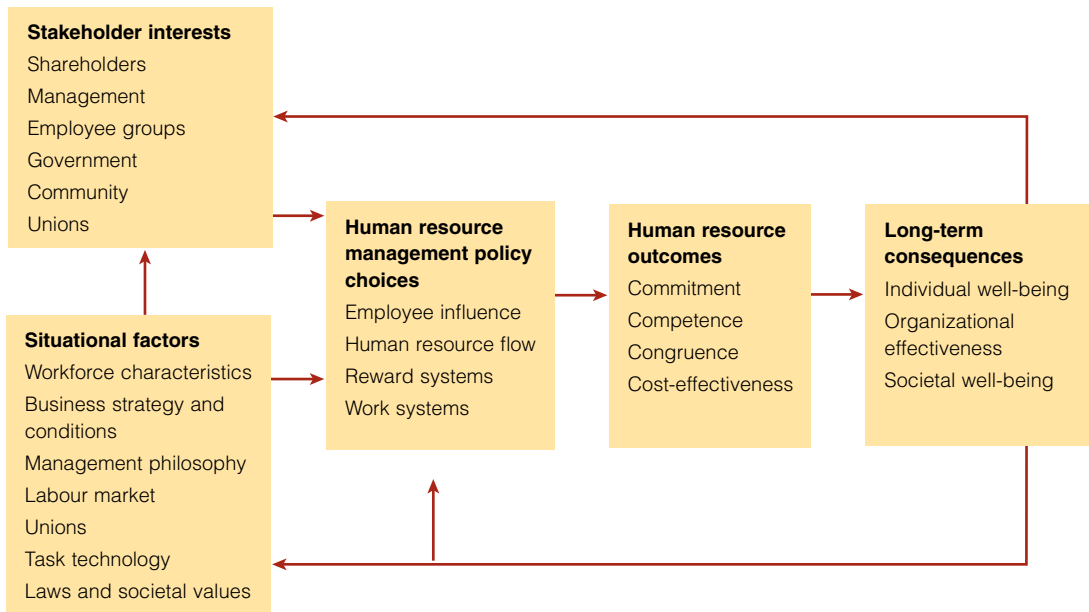 Stakeholder interests
Shareholders
Management
Employee groups
Government
Community
Unions
Situational factors
Workforce characteristics
Business strategy and
conditions
Management philosophy
Labour market
Unions
Task technology
Laws and societal values
Human resource
management policy
choices
Employee influence
Human resource flow
Reward systems
Work systems
Human resource
outcomes
Commitment
Competence
Congruence
Cost-effectiveness
Long-term
consequences
Individual well-being
Organizational
effectiveness
Societal well-being